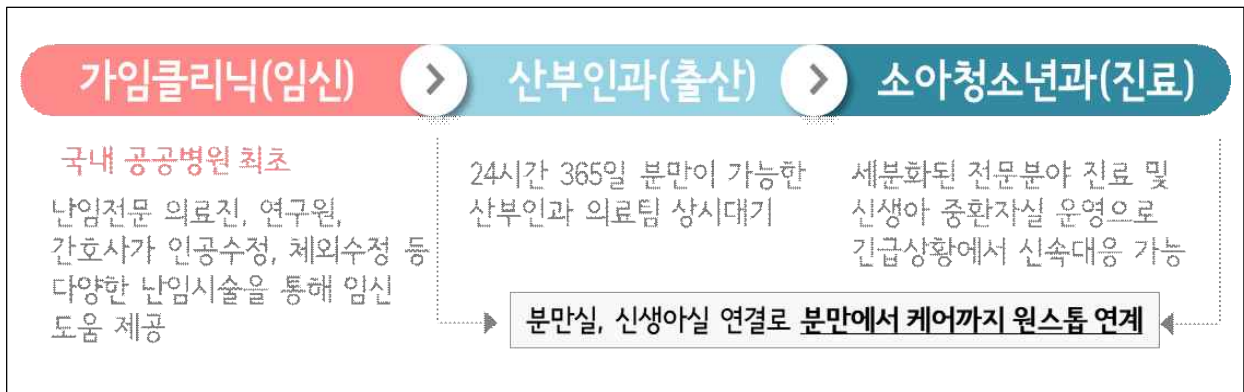 가임클리닉(임신) > 산부인과(출산) > 소아청소년과(진료)
국내 공공병원 최초
난임전문 의료진, 연구원,
간호사가 인공수정, 체외수정 등
다양한 난임시술을 통해 임신
도움 제공
24시간 365일 분만이 가능한
산부인과 의료팀 상시대기
세분화된 전문분야 진료 및
신생아 중환자실 운영으로
긴급상황에서 신속대응 가능
분만실, 신생아실 연결로 분만에서 케어까지 원스톱 연계